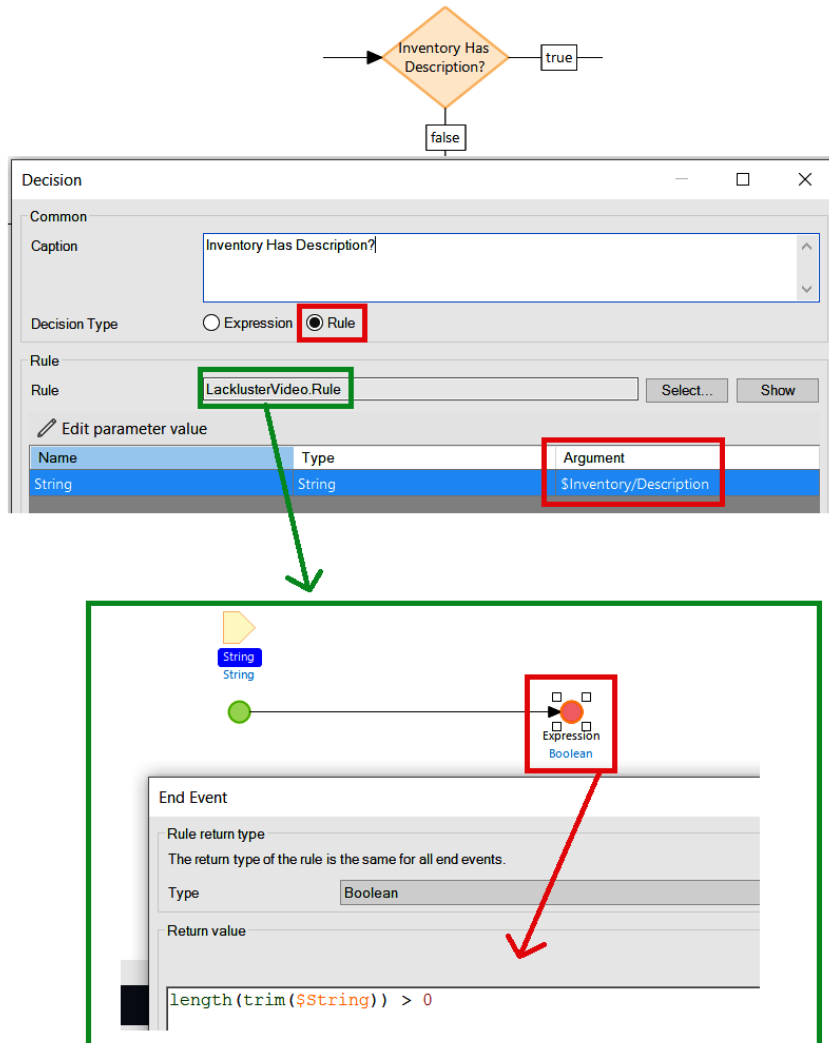 Inventory Has
Description?
true
false
Decision
Common
Caption
Inventory Has Description?
Decision Type
Expression
Rule
Rule
Rule
LacklusterVideo.Rule
Select...
Show
Edit parameter value
Name Type Argument
String String $Inventory/Description
String
String
Expression
Boolean
End Event
Rule return type
The return type of the rule is the same for all end events.
Type
Boolean
Return value
length(trim($String)) > 0